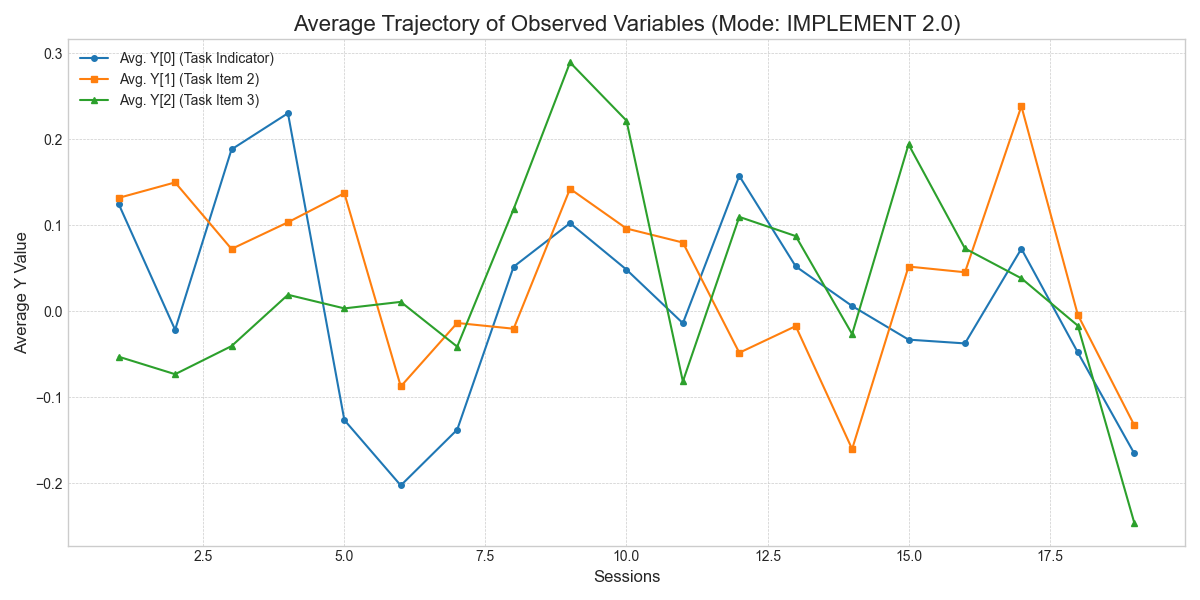 Average Trajectory of Observed Variables (Mode: IMPLEMENT 2.0)
Avg. Y[0] (Task Indicator)
Avg. Y[1] (Task Item 2)
Avg. Y[2] (Task Item 3)
Average Y Value
0.3
0.2
0.1
0.0
−0.1
−0.2
2.5 5.0 7.5 10.0 12.5 15.0 17.5
Sessions